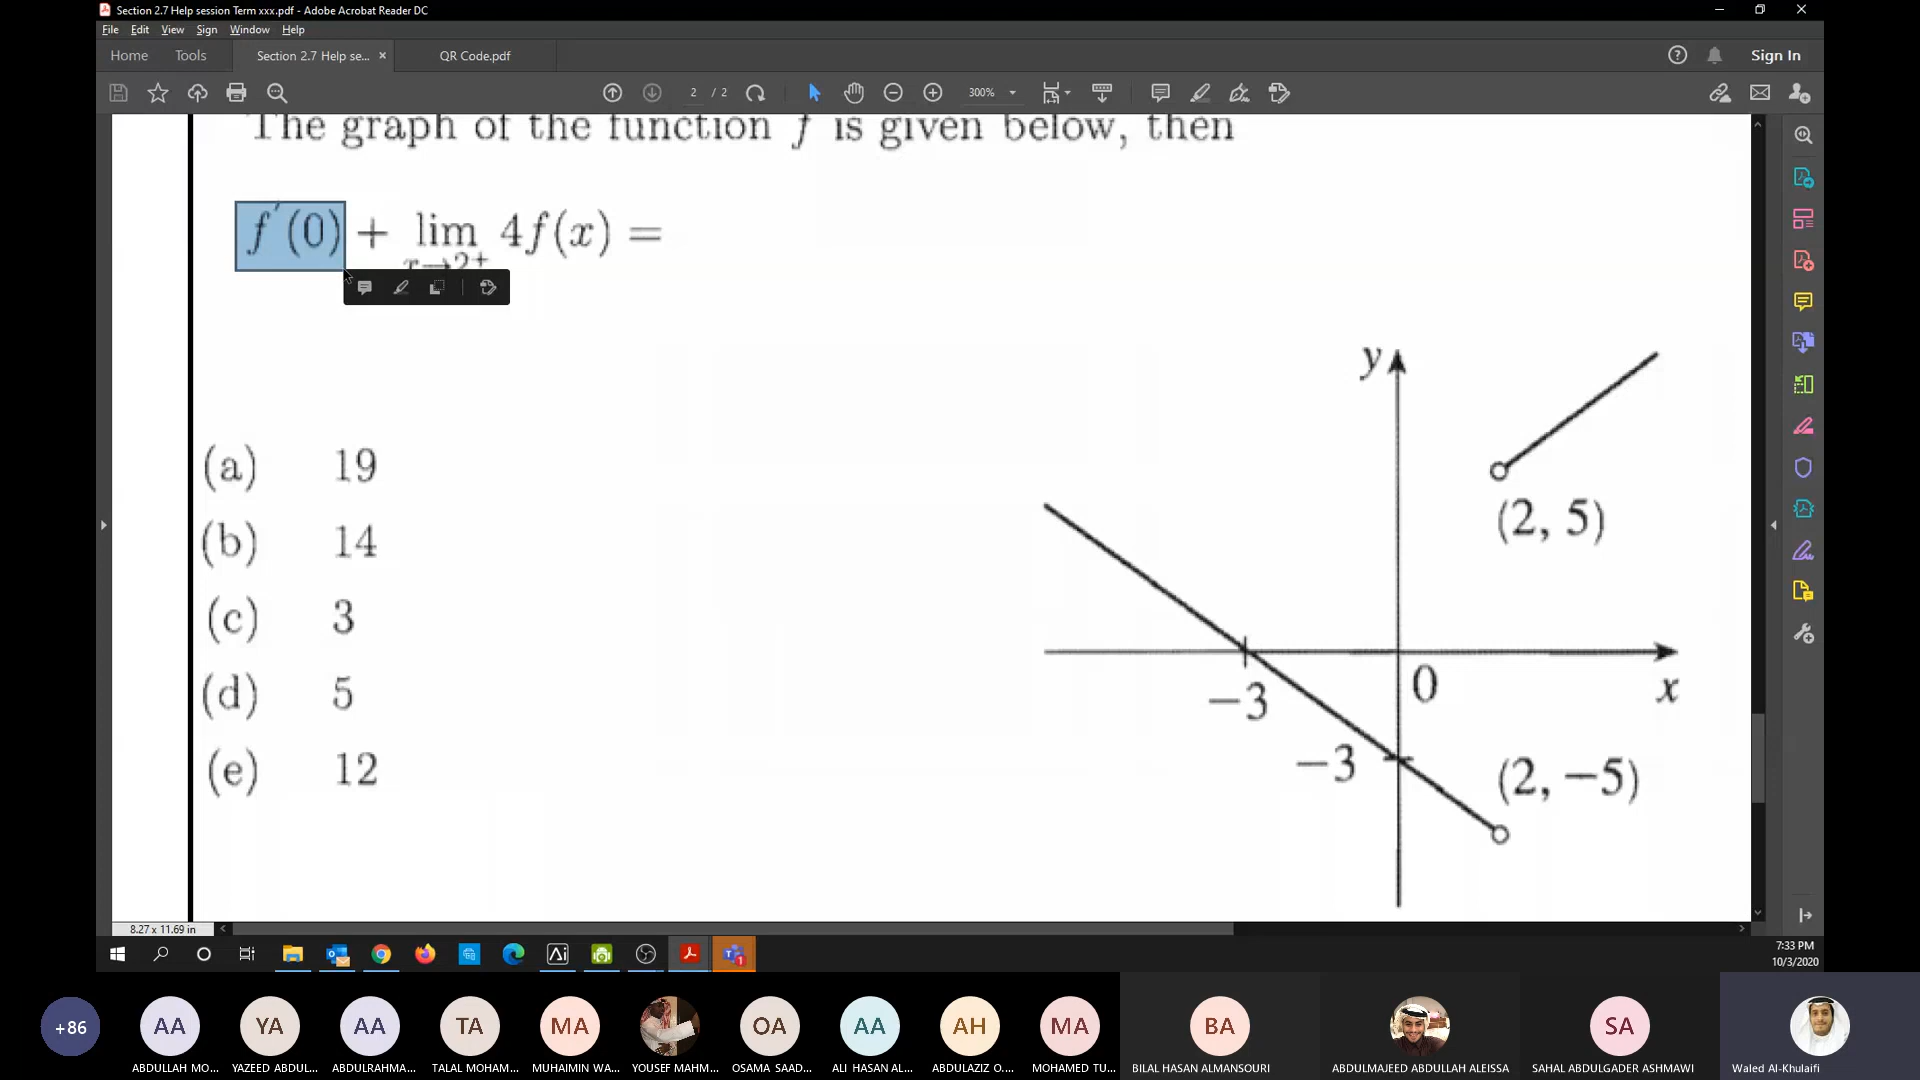 Section 2.7 Help session Term xxx.pdf - Adobe Acrobat Reader DC
File Edit View Sign Window Help
Home Tools Section 2.7 Help se... × QR Code.pdf Sign In
2 / 2 300%
The graph of the function f is given below, then
f′(0) + lim 4f(x) =
x→2⁺
(a) 19
(b) 14
(c) 3
(d) 5
(e) 12
y
(2, 5)
0
x
−3
−3
(2, −5)
8.27 x 11.69 in
7:33 PM
10/3/2020
+86
AA YA AA TA MA OA AA AH MA BA SA
ABDULLAH MO... YAZEED ABDUL... ABDULRAHMA... TALAL MOHAM... MUHAIMIN WA... YOUSEF MAHM... OSAMA SAAD... ALI HASAN AL... ABDULAZIZ O.... MOHAMED TU... BILAL HASAN ALMANSOURI ABDULMAJEED ABDULLAH ALEISSA SAHAL ABDULGADER ASHMAWI Waled Al-Khulaifi